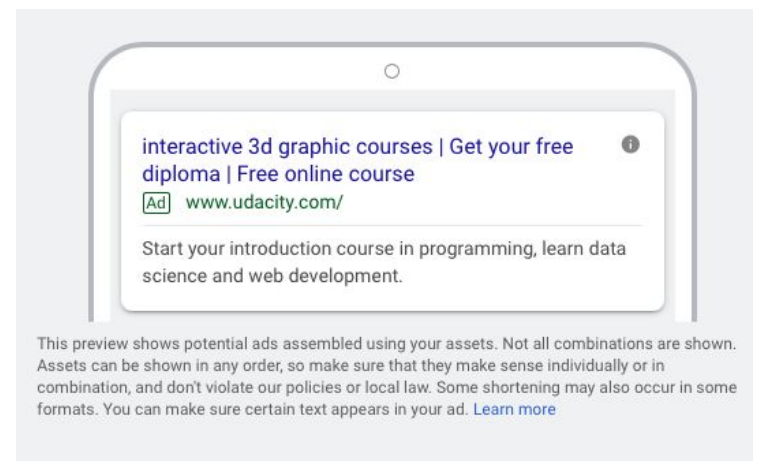 interactive 3d graphic courses | Get your free
diploma | Free online course
Ad www.udacity.com/
Start your introduction course in programming, learn data
science and web development.
This preview shows potential ads assembled using your assets. Not all combinations are shown.
Assets can be shown in any order, so make sure that they make sense individually or in
combination, and don't violate our policies or local law. Some shortening may also occur in some
formats. You can make sure certain text appears in your ad. Learn more